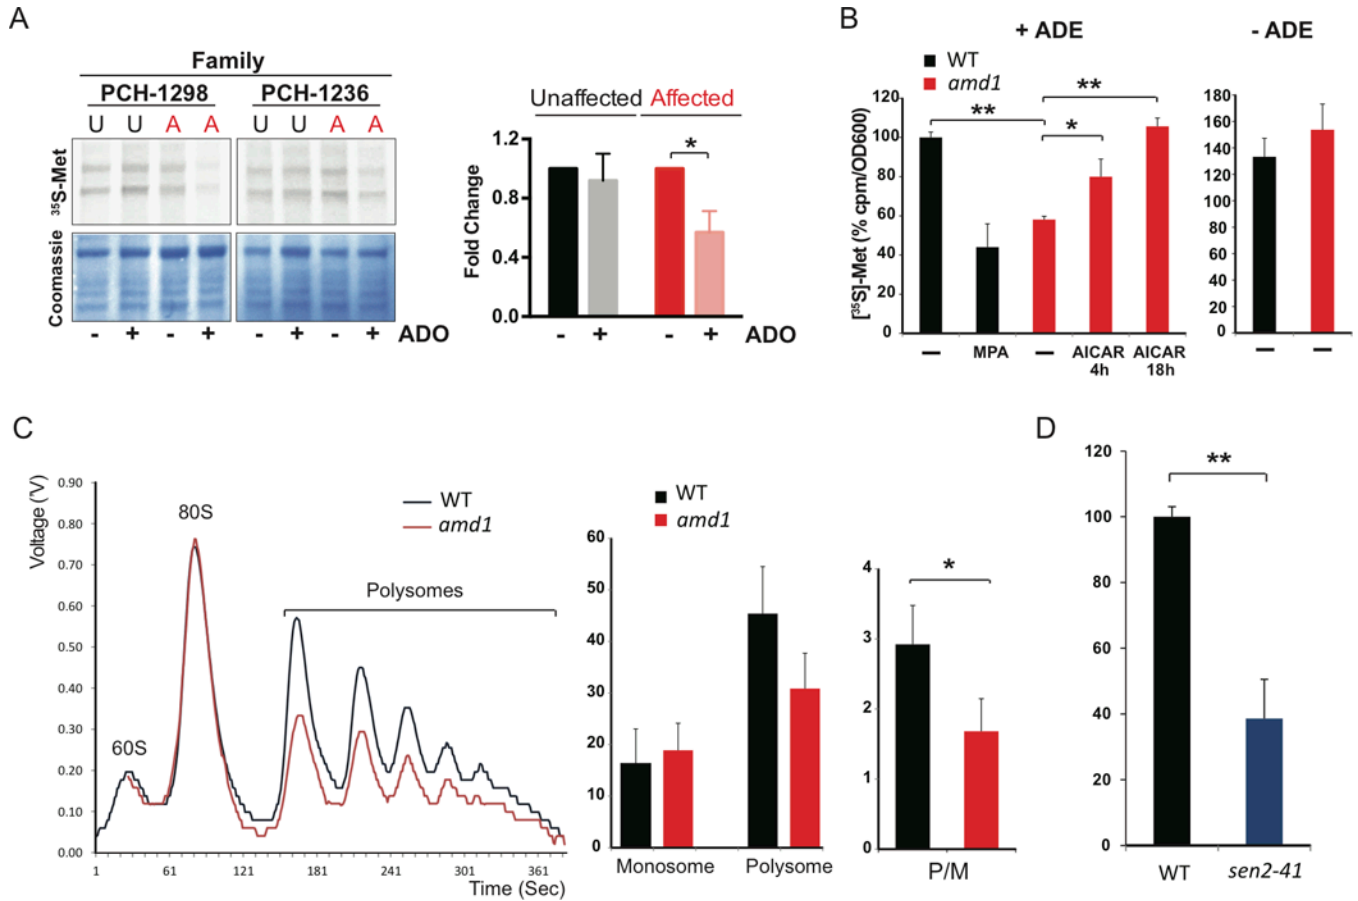 A
Family
PCH-1298 PCH-1236
U U A A U U A A
35S-Met
Coomassie
- + - + - + - + ADO
Unaffected Affected
*
Fold Change
1.2
0.8
0.4
0.0
- + - + ADO
B
+ ADE - ADE
WT
amd1
** ** *
[35S]-Met (% cpm/OD600)
120
100
80
60
40
20
0
– MPA – AICAR 4h AICAR 18h
180
160
140
120
100
80
60
40
20
0
– –
C
Voltage ('V)
0.90
0.80
0.70
0.60
0.50
0.40
0.30
0.20
0.10
0.00
60S
80S
WT
amd1
Polysomes
1 61 121 181 241 301 361
Time (Sec)
WT
amd1
60
50
40
30
20
10
0
Monosome Polysome
4
3
2
1
0
*
P/M
D
120
100
80
60
40
20
0
**
WT sen2-41